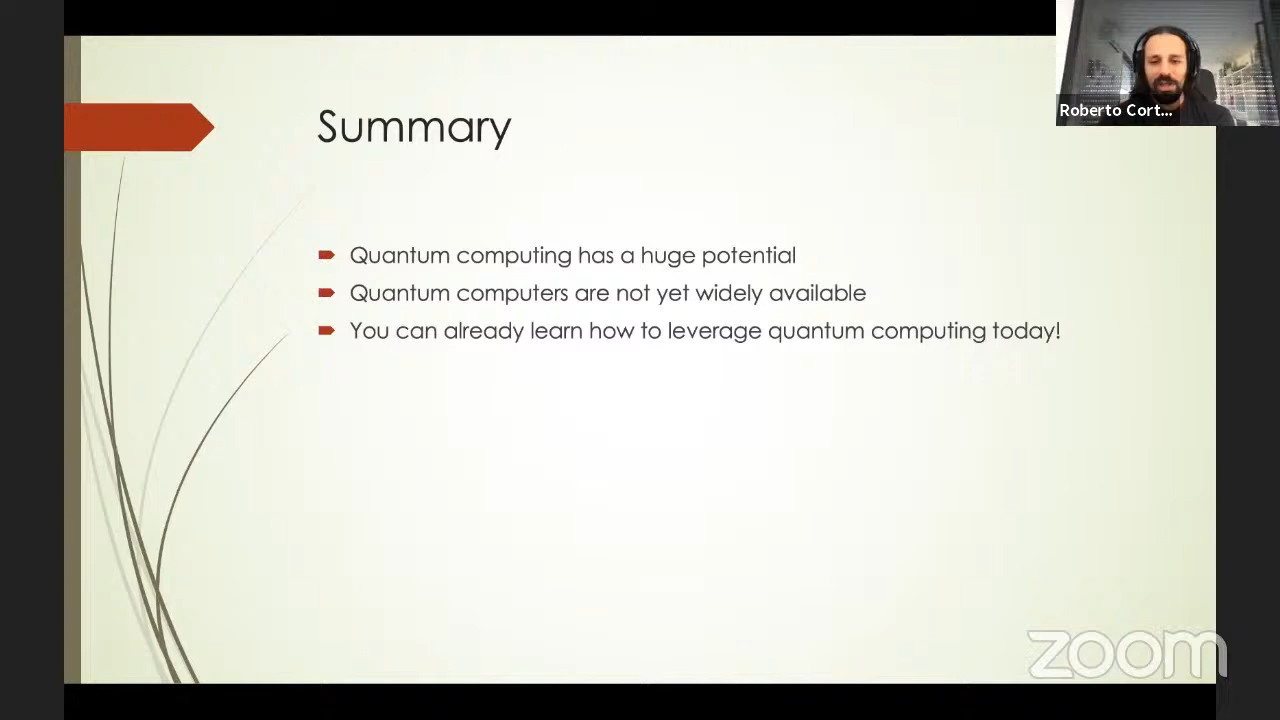 Roberto Cort...
Summary
Quantum computing has a huge potential
Quantum computers are not yet widely available
You can already learn how to leverage quantum computing today!
zoom